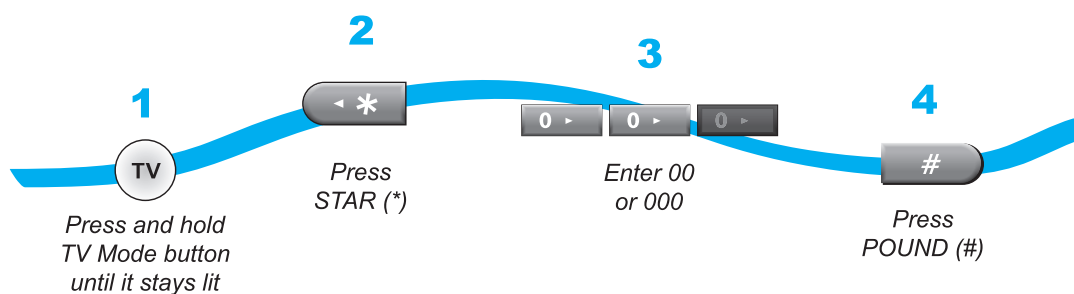 1
TV
Press and hold
TV Mode button
until it stays lit
2
*
Press
STAR (*)
3
0 0 0
Enter 00
or 000
4
#
Press
POUND (#)